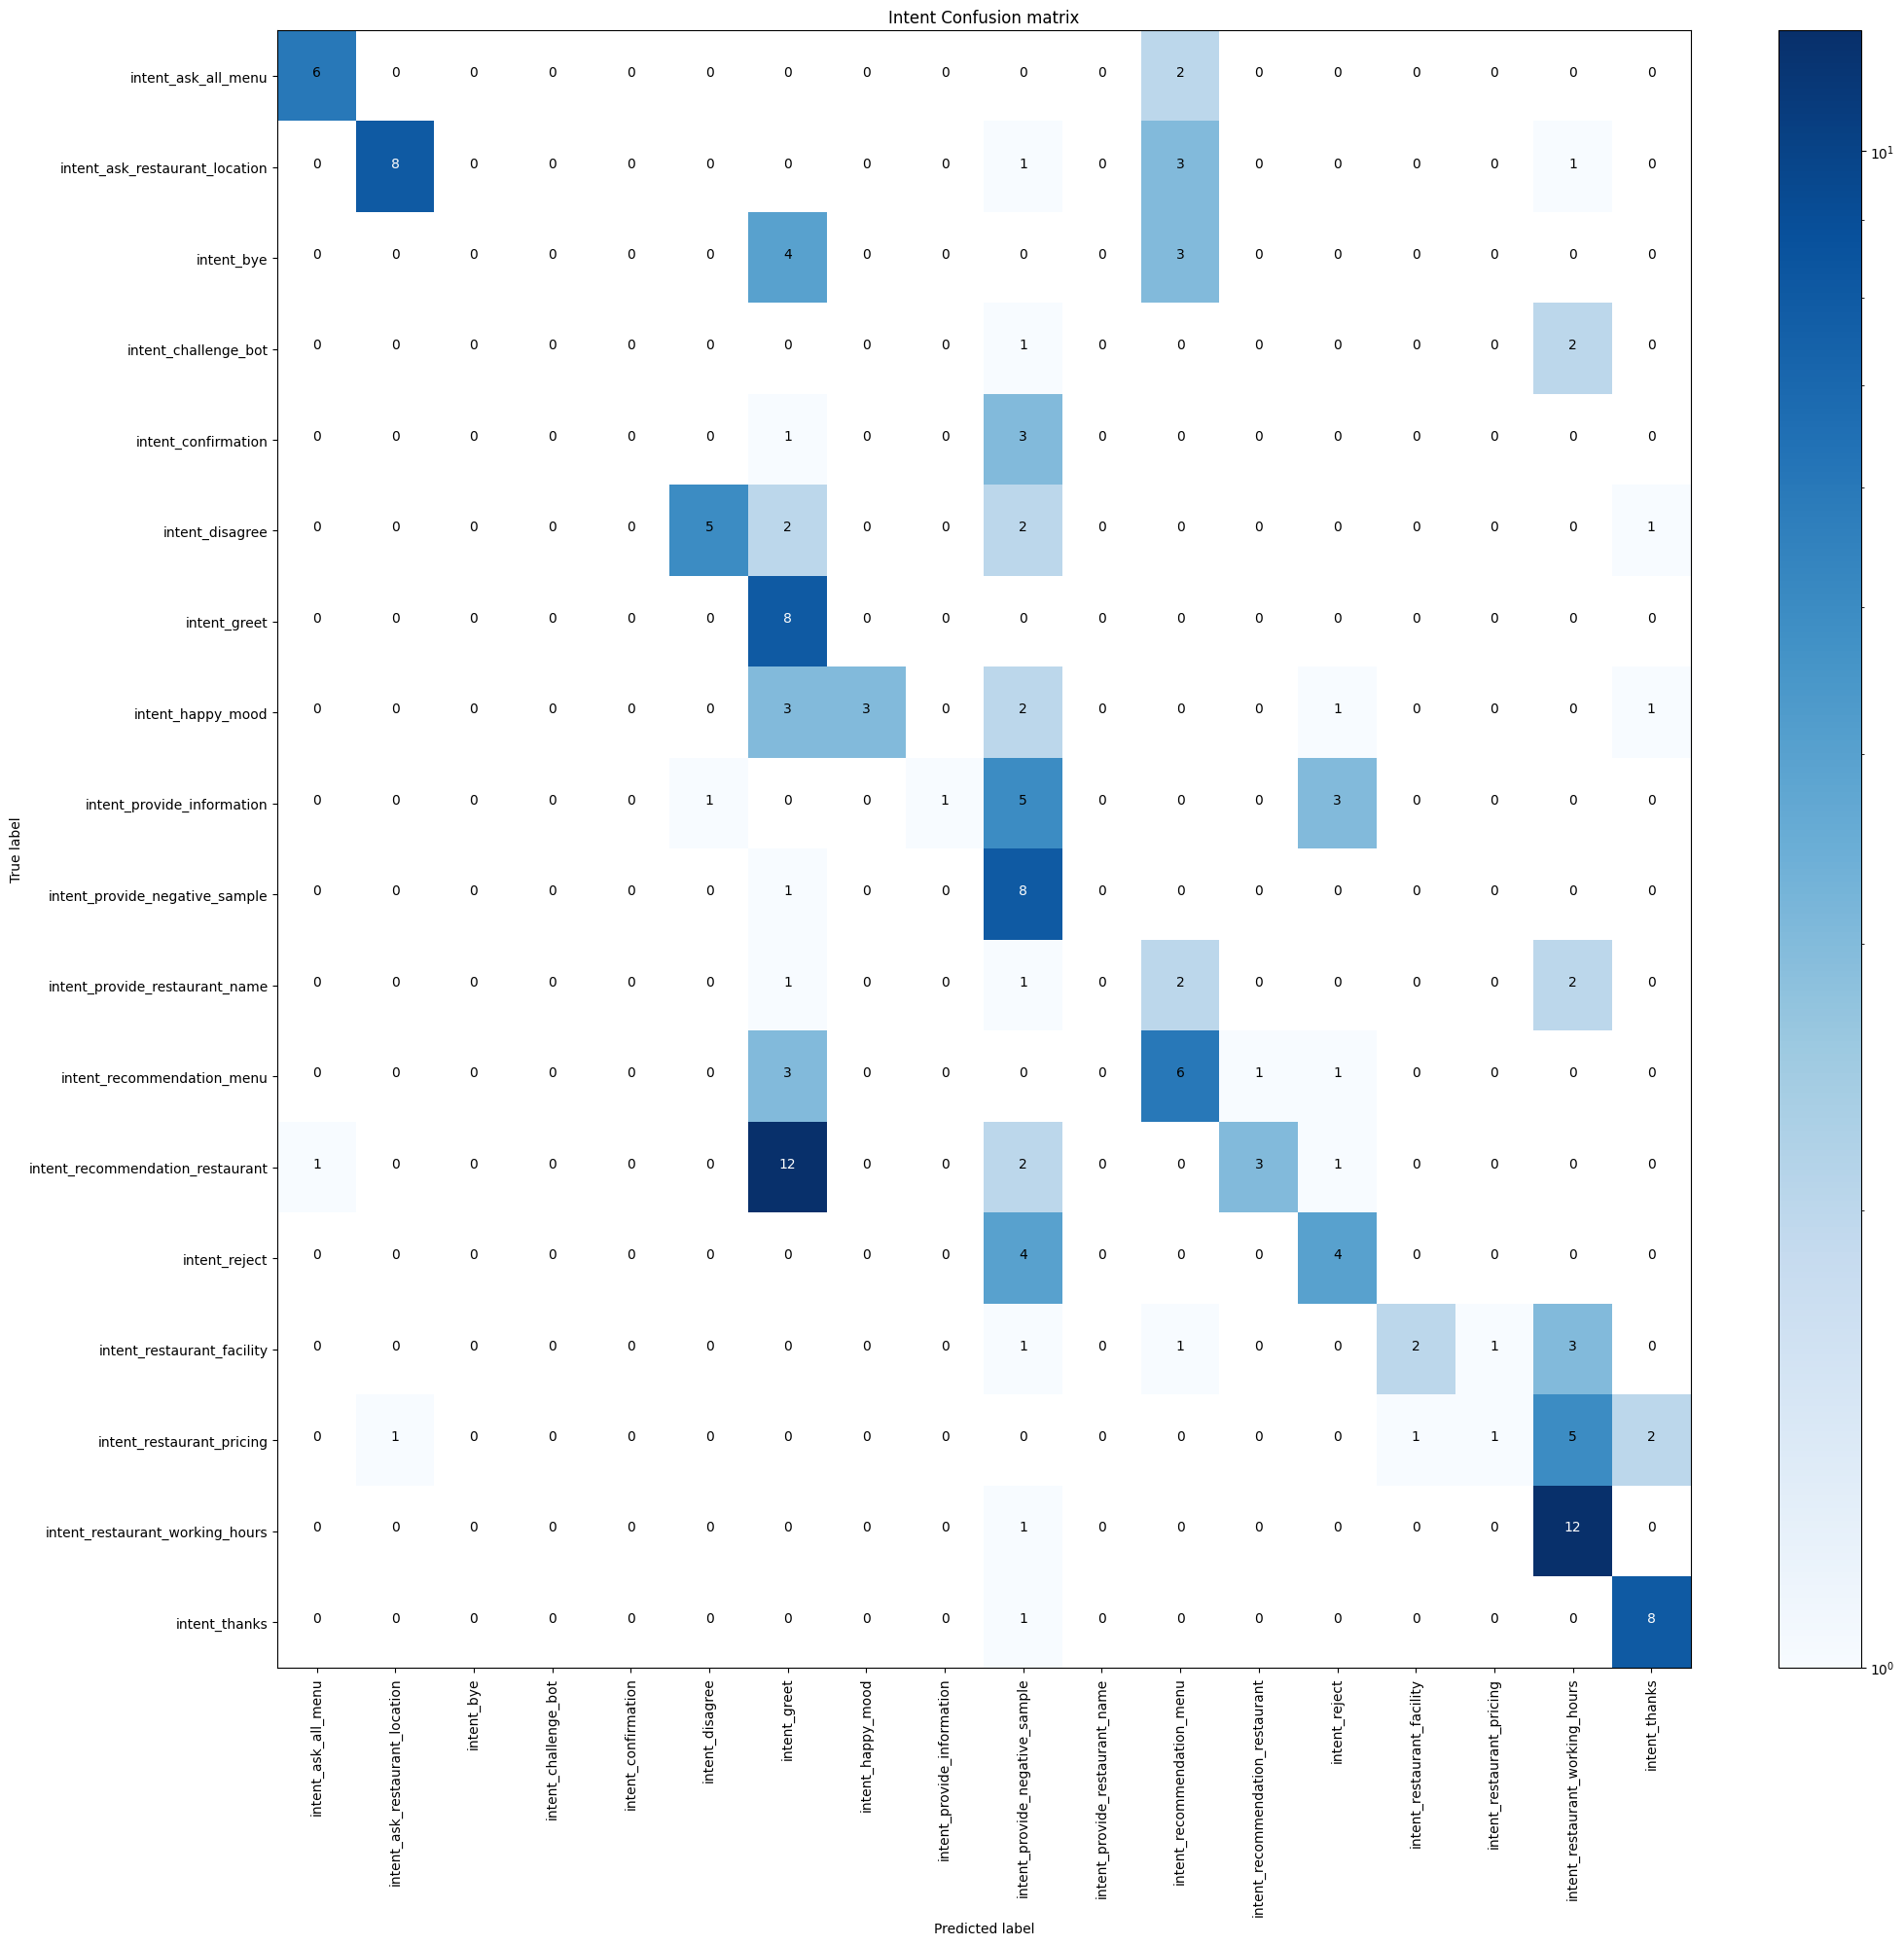 Intent Confusion matrix
intent_ask_all_menu 6 0 0 0 0 0 0 0 0 0 0 2 0 0 0 0 0 0
intent_ask_restaurant_location 0 8 0 0 0 0 0 0 0 1 0 3 0 0 0 0 1 0
intent_bye 0 0 0 0 0 0 4 0 0 0 0 3 0 0 0 0 0 0
intent_challenge_bot 0 0 0 0 0 0 0 0 0 1 0 0 0 0 0 0 2 0
intent_confirmation 0 0 0 0 0 0 1 0 0 3 0 0 0 0 0 0 0 0
intent_disagree 0 0 0 0 0 5 2 0 0 2 0 0 0 0 0 0 0 1
intent_greet 0 0 0 0 0 0 8 0 0 0 0 0 0 0 0 0 0 0
intent_happy_mood 0 0 0 0 0 0 3 3 0 2 0 0 0 1 0 0 0 1
intent_provide_information 0 0 0 0 0 1 0 0 1 5 0 0 0 3 0 0 0 0
intent_provide_negative_sample 0 0 0 0 0 0 1 0 0 8 0 0 0 0 0 0 0 0
intent_provide_restaurant_name 0 0 0 0 0 0 1 0 0 1 0 2 0 0 0 0 2 0
intent_recommendation_menu 0 0 0 0 0 0 3 0 0 0 0 6 1 1 0 0 0 0
intent_recommendation_restaurant 1 0 0 0 0 0 12 0 0 2 0 0 3 1 0 0 0 0
intent_reject 0 0 0 0 0 0 0 0 0 4 0 0 0 4 0 0 0 0
intent_restaurant_facility 0 0 0 0 0 0 0 0 0 1 0 1 0 0 2 1 3 0
intent_restaurant_pricing 0 1 0 0 0 0 0 0 0 0 0 0 0 0 1 1 5 2
intent_restaurant_working_hours 0 0 0 0 0 0 0 0 0 1 0 0 0 0 0 0 12 0
intent_thanks 0 0 0 0 0 0 0 0 0 1 0 0 0 0 0 0 0 8
True label
intent_ask_all_menu
intent_ask_restaurant_location
intent_bye
intent_challenge_bot
intent_confirmation
intent_disagree
intent_greet
intent_happy_mood
intent_provide_information
intent_provide_negative_sample
intent_provide_restaurant_name
intent_recommendation_menu
intent_recommendation_restaurant
intent_reject
intent_restaurant_facility
intent_restaurant_pricing
intent_restaurant_working_hours
intent_thanks
Predicted label
10¹
10⁰